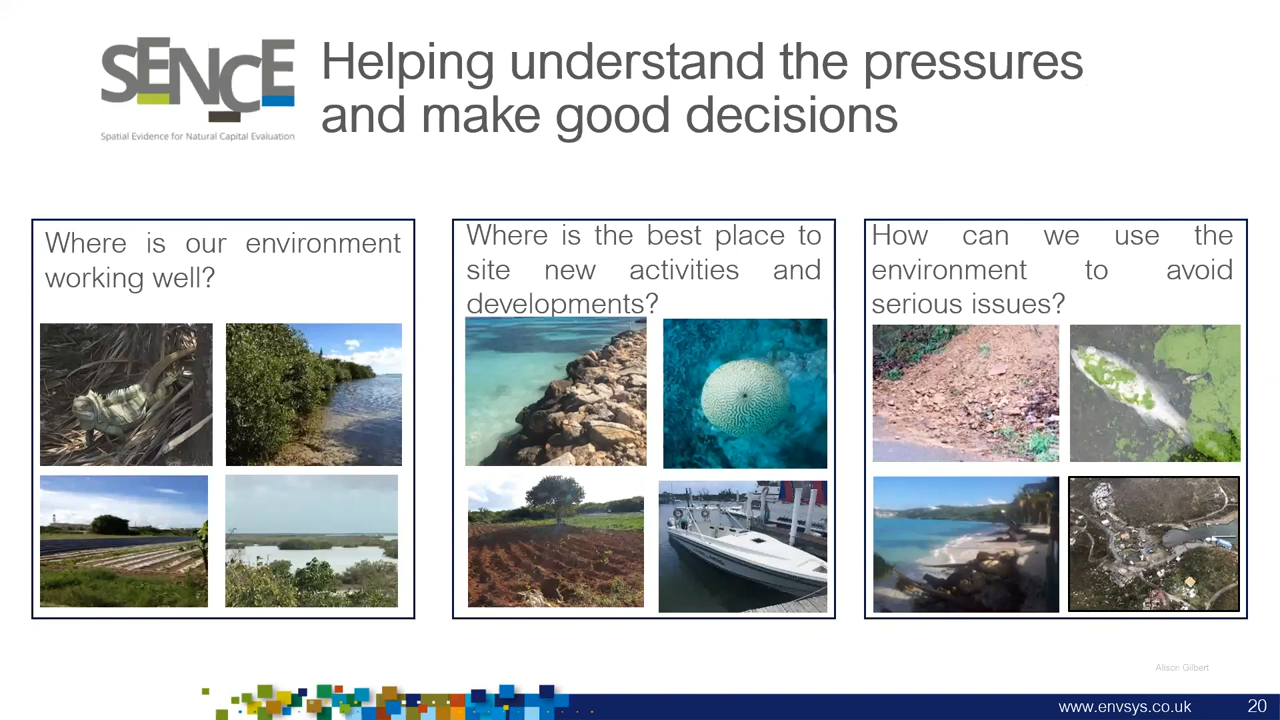 SENCE
Spatial Evidence for Natural Capital Evaluation
Helping understand the pressures
and make good decisions
Where is our environment
working well?
Where is the best place to
site new activities and
developments?
How can we use the
environment to avoid
serious issues?
Alison Gilbert
www.envsys.co.uk
20